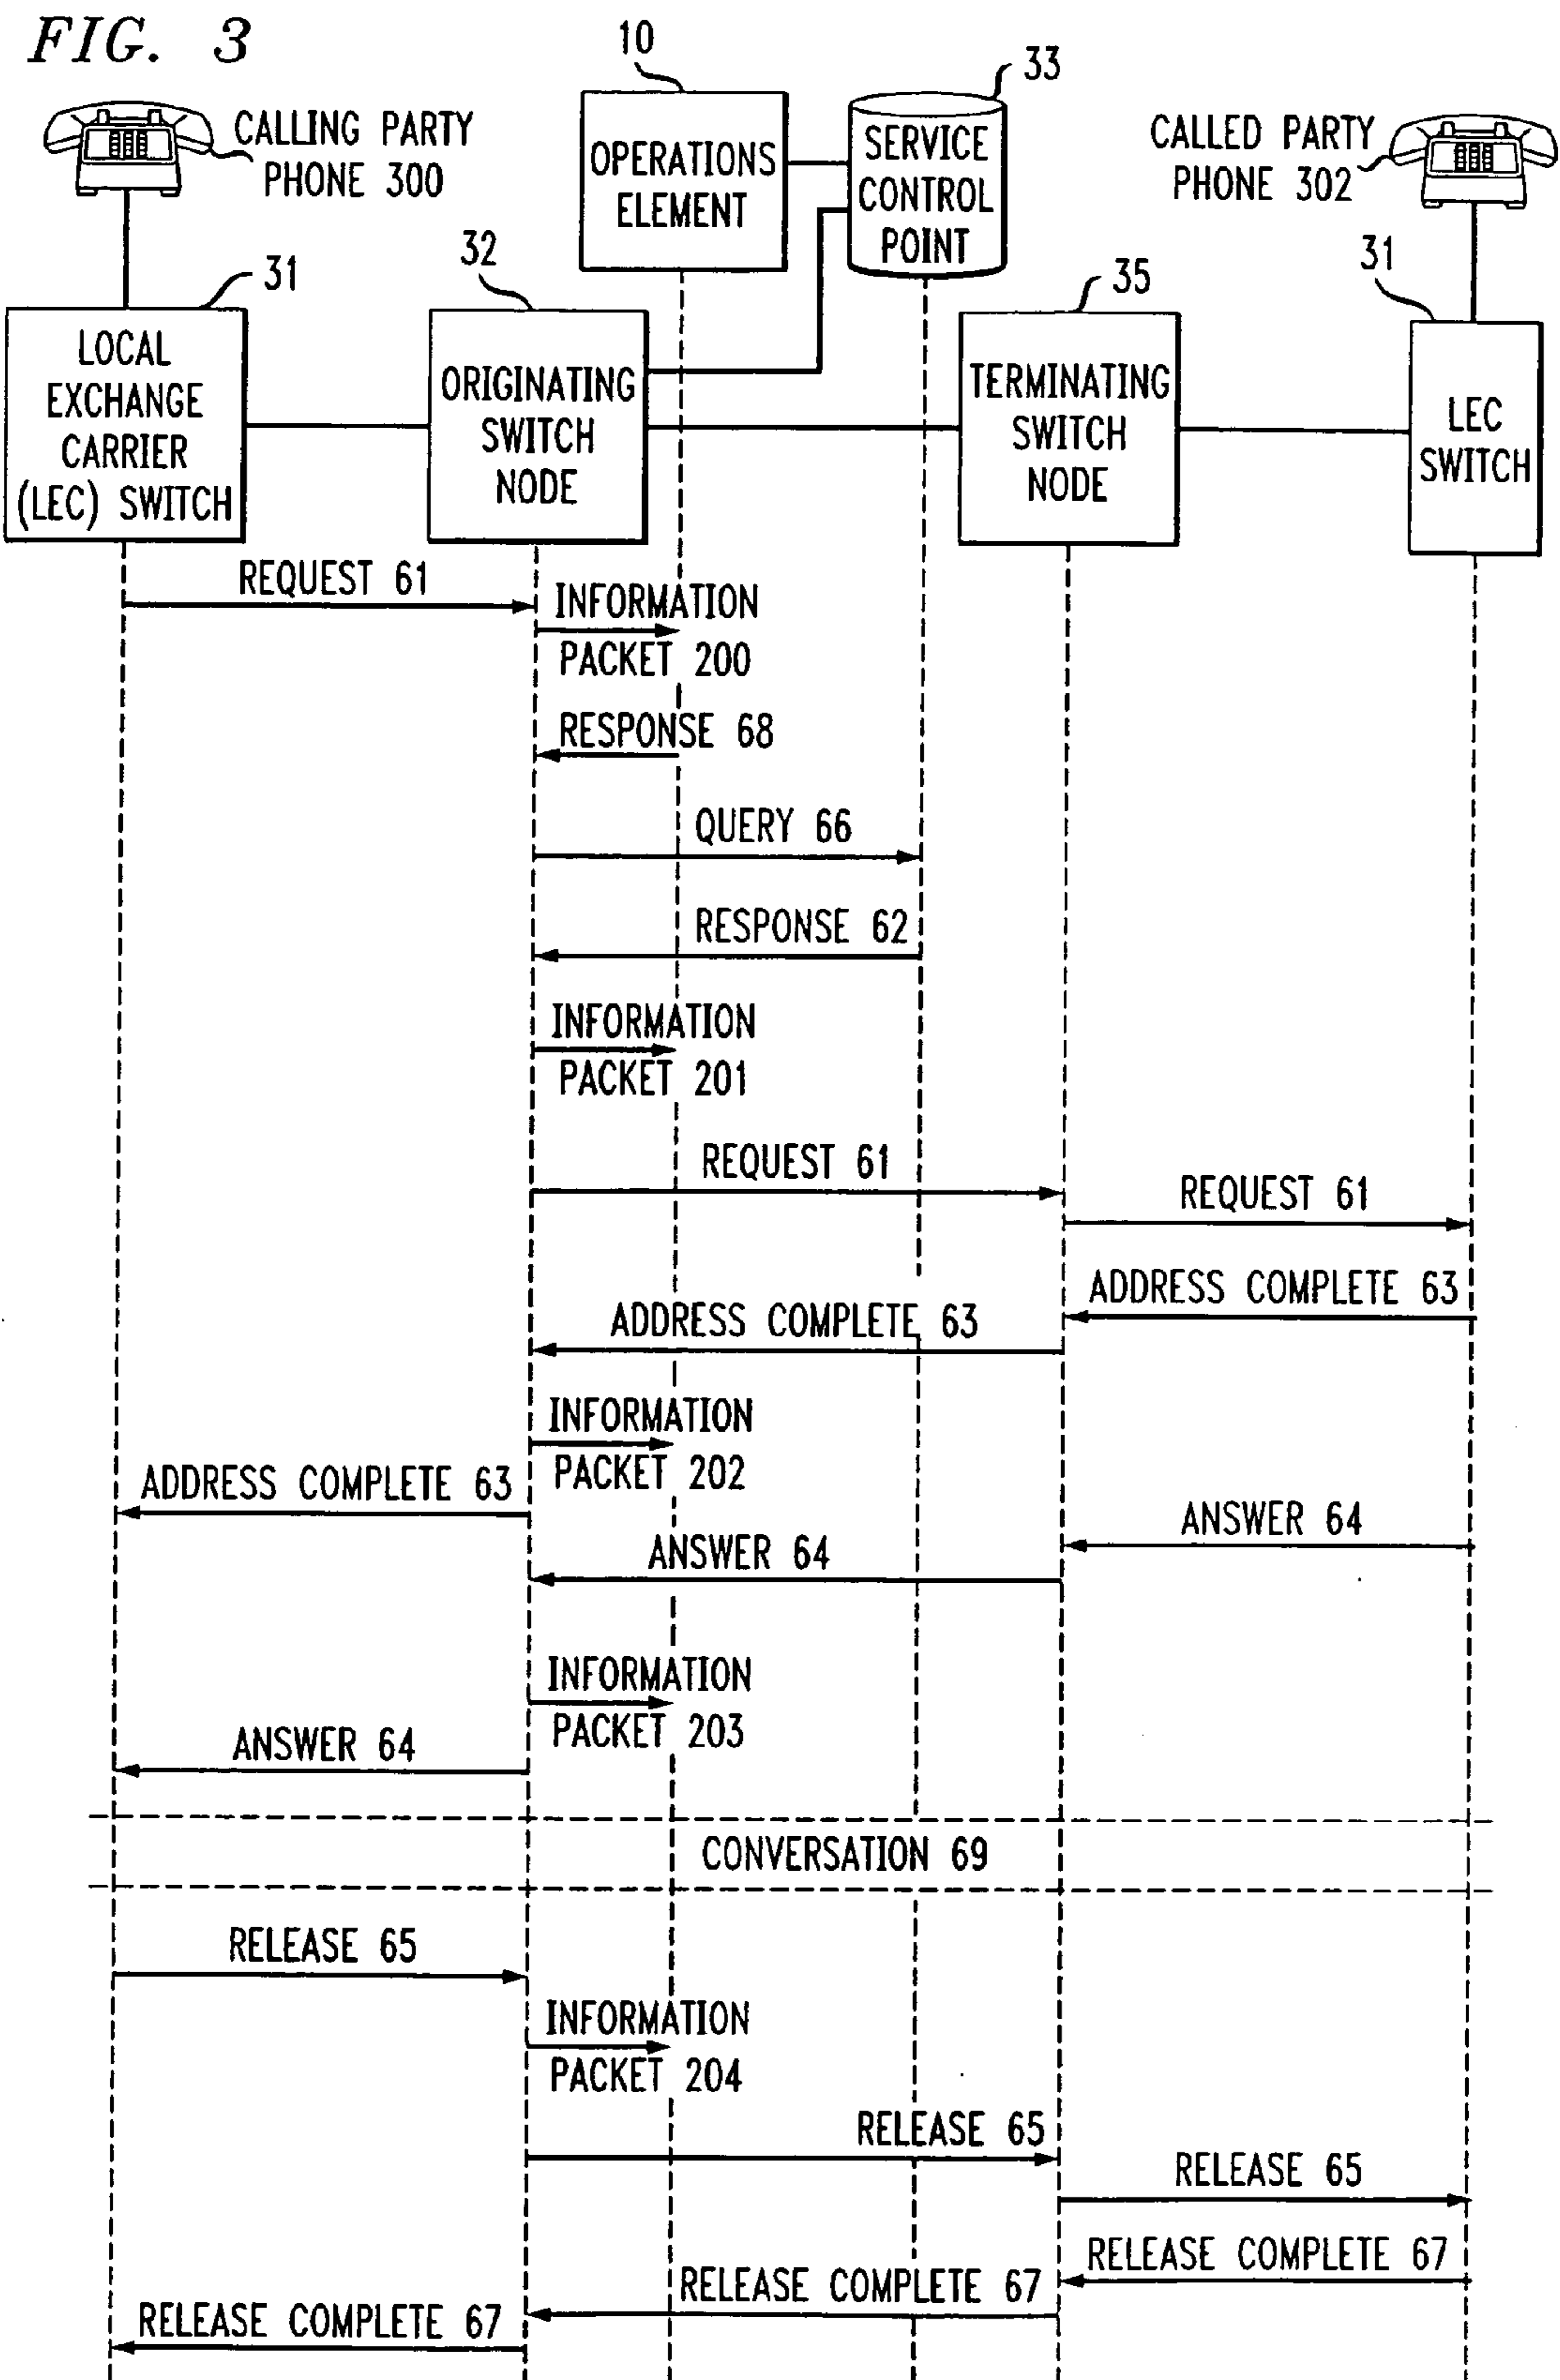 FIG. 3
10
33
CALLING PARTY
PHONE 300
OPERATIONS
ELEMENT
SERVICE
CONTROL
POINT
CALLED PARTY
PHONE 302
31
32
35
31
LOCAL
EXCHANGE
CARRIER
(LEC) SWITCH
ORIGINATING
SWITCH
NODE
TERMINATING
SWITCH
NODE
LEC
SWITCH
REQUEST 61
INFORMATION
PACKET 200
RESPONSE 68
QUERY 66
RESPONSE 62
INFORMATION
PACKET 201
REQUEST 61
REQUEST 61
ADDRESS COMPLETE 63
ADDRESS COMPLETE 63
INFORMATION
PACKET 202
ADDRESS COMPLETE 63
ANSWER 64
ANSWER 64
INFORMATION
PACKET 203
ANSWER 64
CONVERSATION 69
RELEASE 65
INFORMATION
PACKET 204
RELEASE 65
RELEASE 65
RELEASE COMPLETE 67
RELEASE COMPLETE 67
RELEASE COMPLETE 67